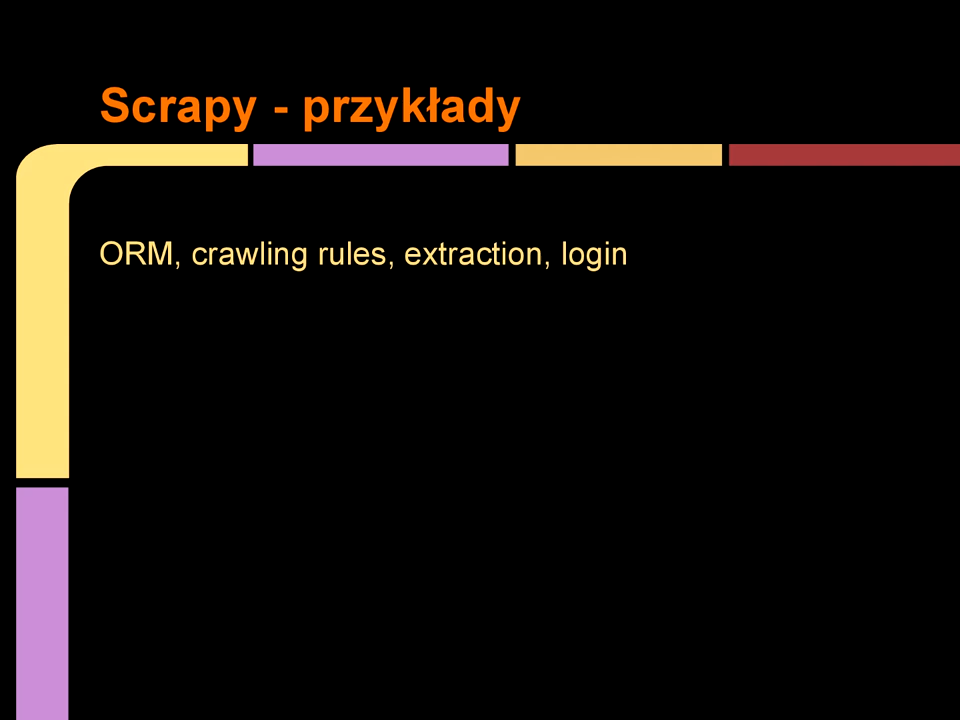 Scrapy - przykłady
ORM, crawling rules, extraction, login